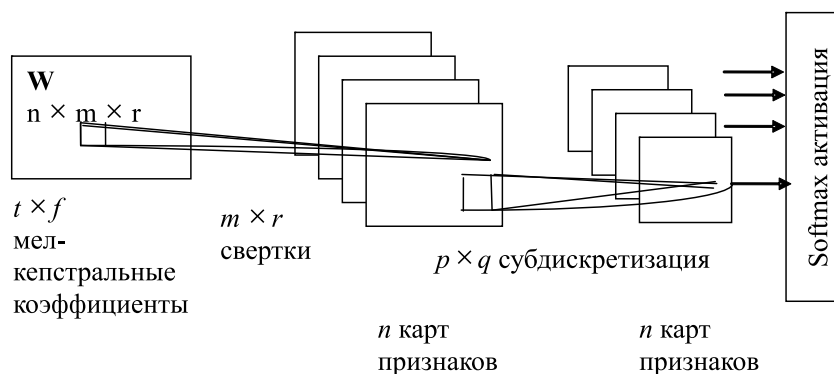 W
n × m × r
t × f
мел-
кепстральные
коэффициенты
m × r
свертки
p × q субдискретизация
n карт
признаков
n карт
признаков
Softmax активация